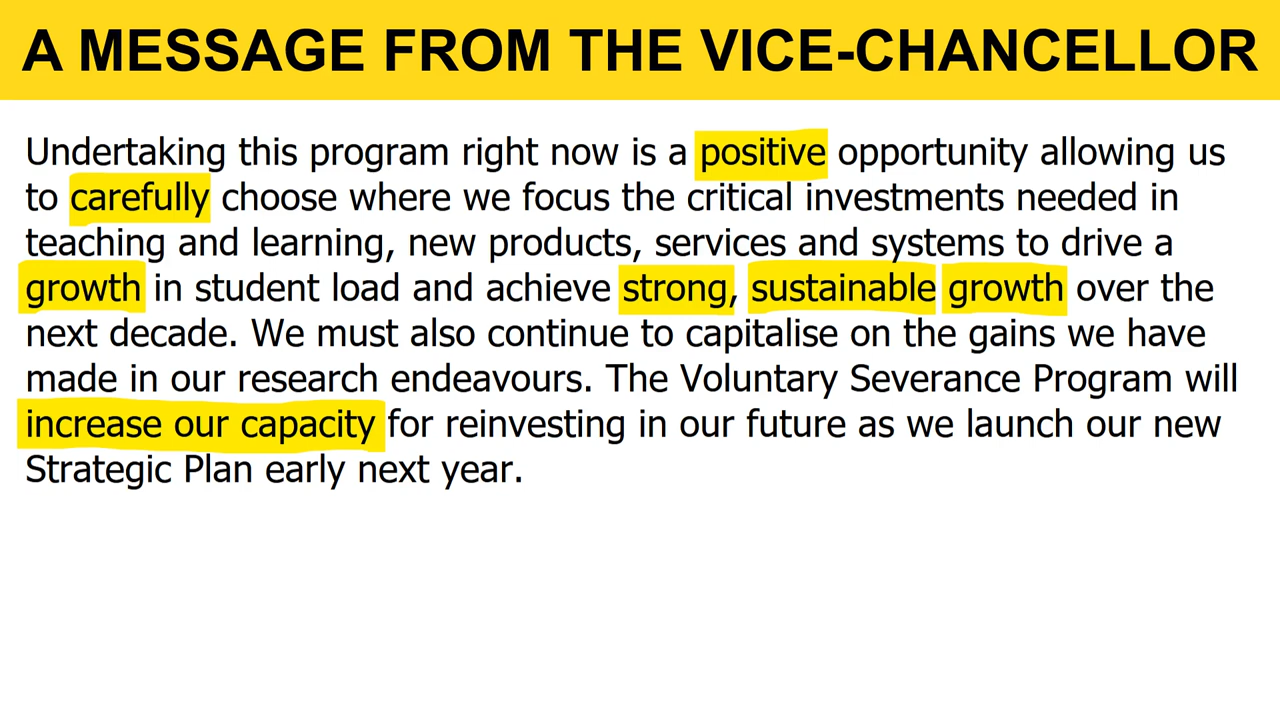 A MESSAGE FROM THE VICE-CHANCELLOR
Undertaking this program right now is a positive opportunity allowing us
to carefully choose where we focus the critical investments needed in
teaching and learning, new products, services and systems to drive a
growth in student load and achieve strong, sustainable growth over the
next decade. We must also continue to capitalise on the gains we have
made in our research endeavours. The Voluntary Severance Program will
increase our capacity for reinvesting in our future as we launch our new
Strategic Plan early next year.